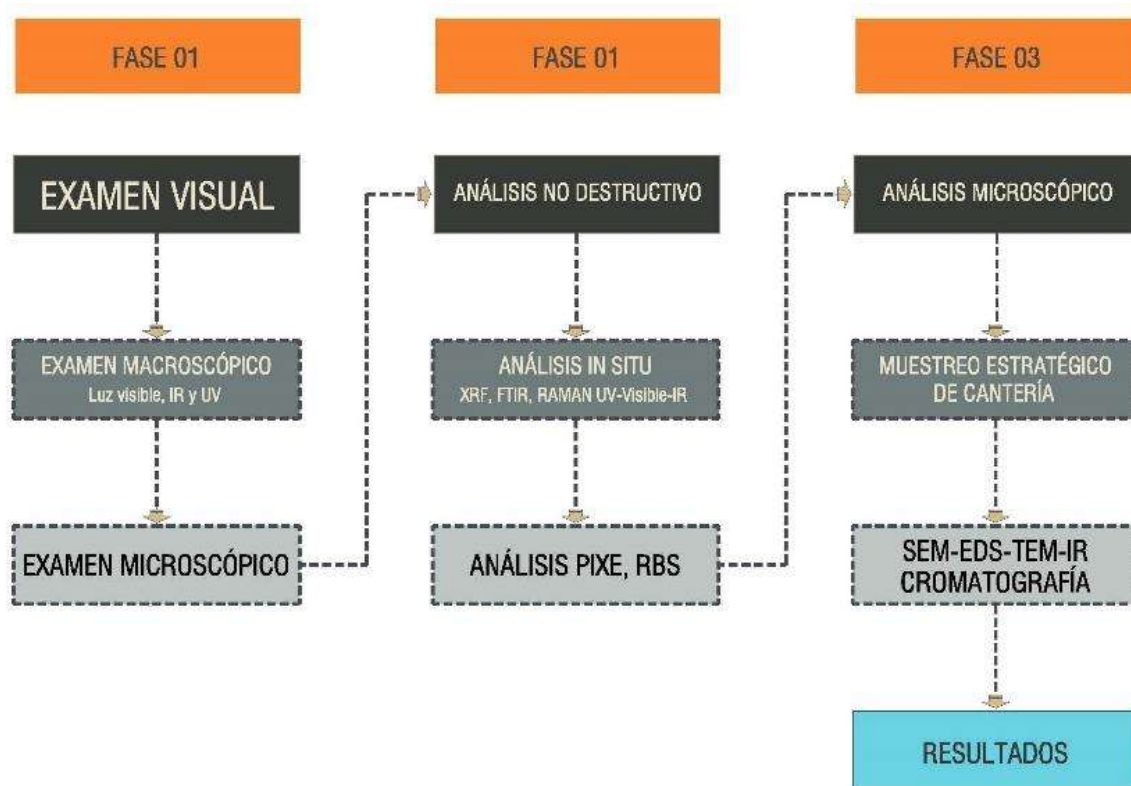 FASE 01
EXAMEN VISUAL
EXAMEN MACROSCÓPICO
Luz visible, IR y UV
EXAMEN MICROSCÓPICO
FASE 01
ANÁLISIS NO DESTRUCTIVO
ANÁLISIS IN SITU
XRF, FTIR, RAMAN UV-Visible-IR
ANÁLISIS PIXE, RBS
FASE 03
ANÁLISIS MICROSCÓPICO
MUESTREO ESTRATÉGICO
DE CANTERÍA
SEM-EDS-TEM-IR
CROMATOGRAFÍA
RESULTADOS